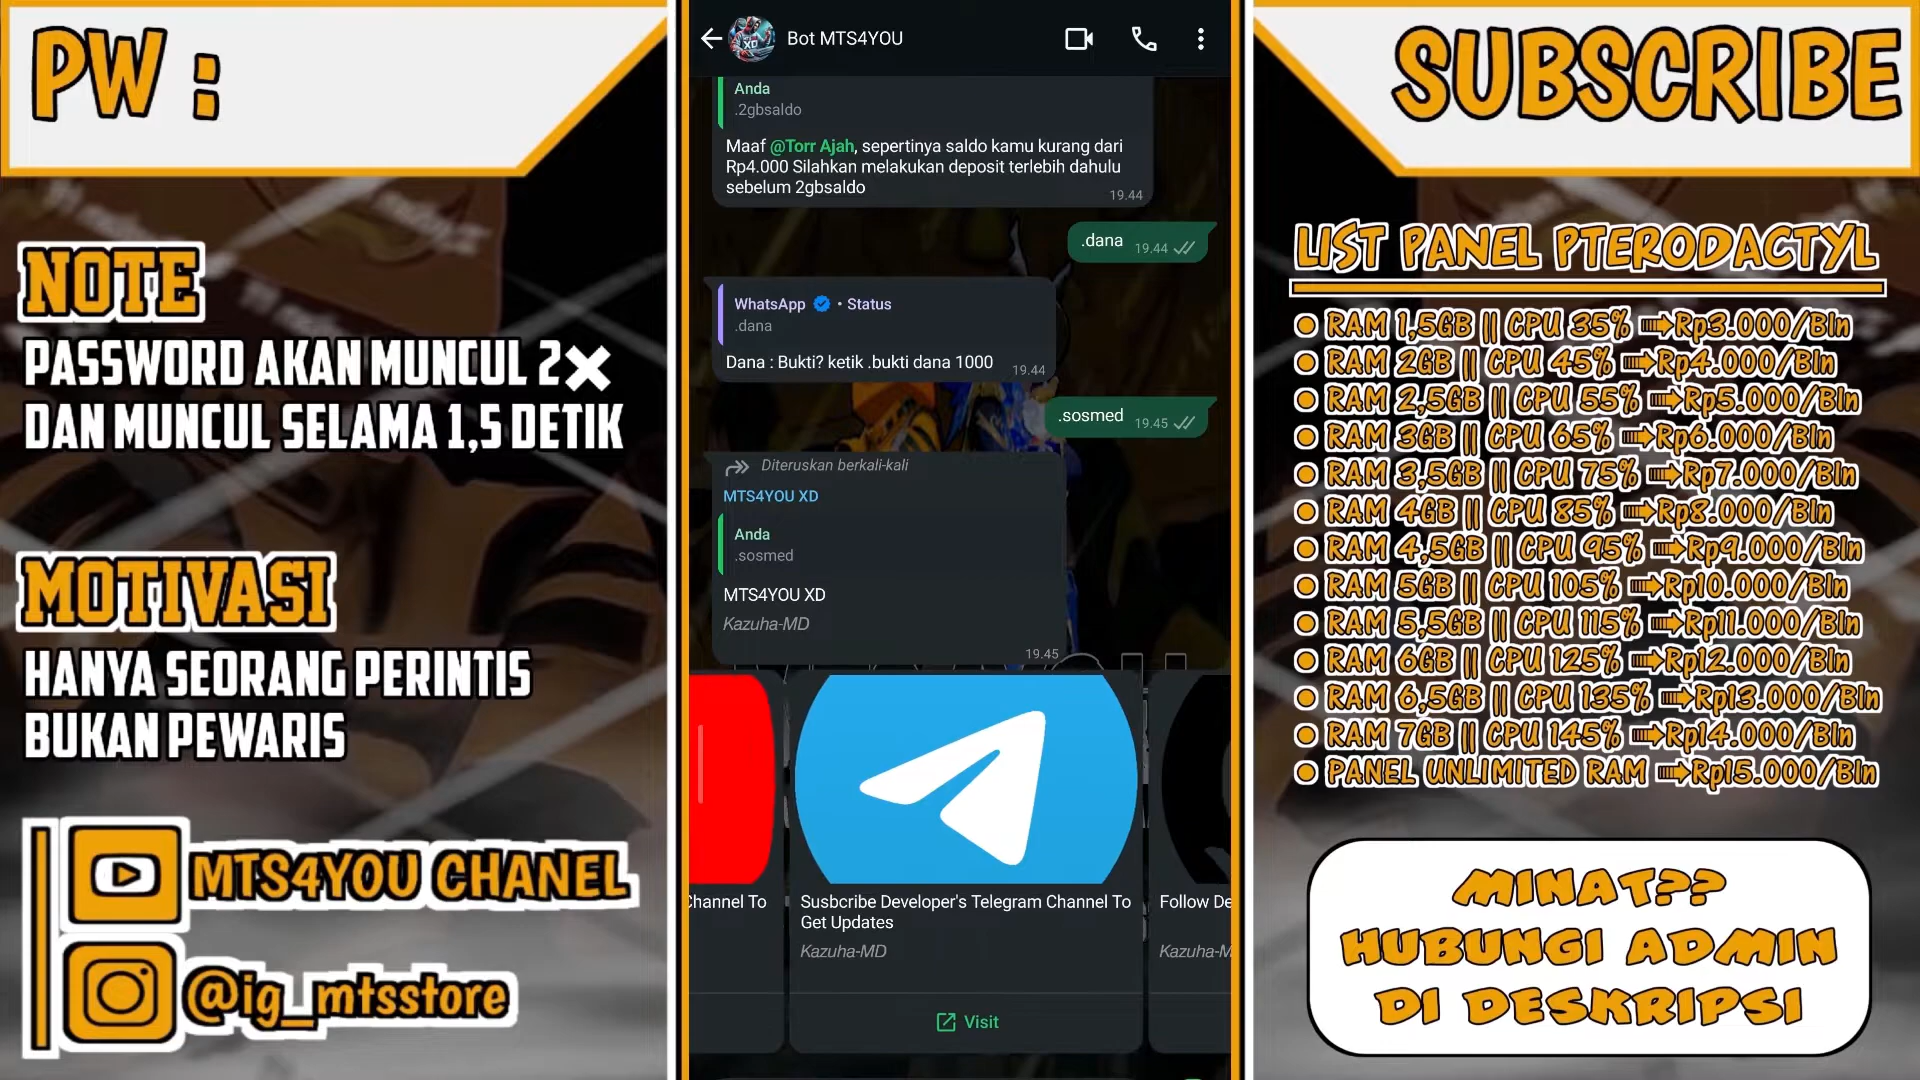 PW :
NOTE
PASSWORD AKAN MUNCUL 2✖
DAN MUNCUL SELAMA 1,5 DETIK
MOTIVASI
HANYA SEORANG PERINTIS
BUKAN PEWARIS
MTS4YOU CHANEL
@ig_mtsstore
Bot MTS4YOU
Anda
.2gbsaldo
Maaf @Torr Ajah, sepertinya saldo kamu kurang dari
Rp4.000 Silahkan melakukan deposit terlebih dahulu
sebelum 2gbsaldo
19.44
.dana 19.44
WhatsApp • Status
.dana
Dana : Bukti? ketik .bukti dana 1000 19.44
.sosmed 19.45
Diteruskan berkali-kali
MTS4YOU XD
Anda
.sosmed
MTS4YOU XD
Kazuha-MD
19.45
Channel To
Susbcribe Developer's Telegram Channel To
Get Updates
Kazuha-MD
Visit
Follow De
Kazuha-M
SUBSCRIBE
LIST PANEL PTERODACTYL
RAM 1,5GB || CPU 35% ➟Rp3.000/Bln
RAM 2GB || CPU 45% ➟Rp4.000/Bln
RAM 2,5GB || CPU 55% ➟Rp5.000/Bln
RAM 3GB || CPU 65% ➟Rp6.000/Bln
RAM 3,5GB || CPU 75% ➟Rp7.000/Bln
RAM 4GB || CPU 85% ➟Rp8.000/Bln
RAM 4,5GB || CPU 95% ➟Rp9.000/Bln
RAM 5GB || CPU 105% ➟Rp10.000/Bln
RAM 5,5GB || CPU 115% ➟Rp11.000/Bln
RAM 6GB || CPU 125% ➟Rp12.000/Bln
RAM 6,5GB || CPU 135% ➟Rp13.000/Bln
RAM 7GB || CPU 145% ➟Rp14.000/Bln
PANEL UNLIMITED RAM ➟Rp15.000/Bln
MINAT??
HUBUNGI ADMIN
DI DESKRIPSI